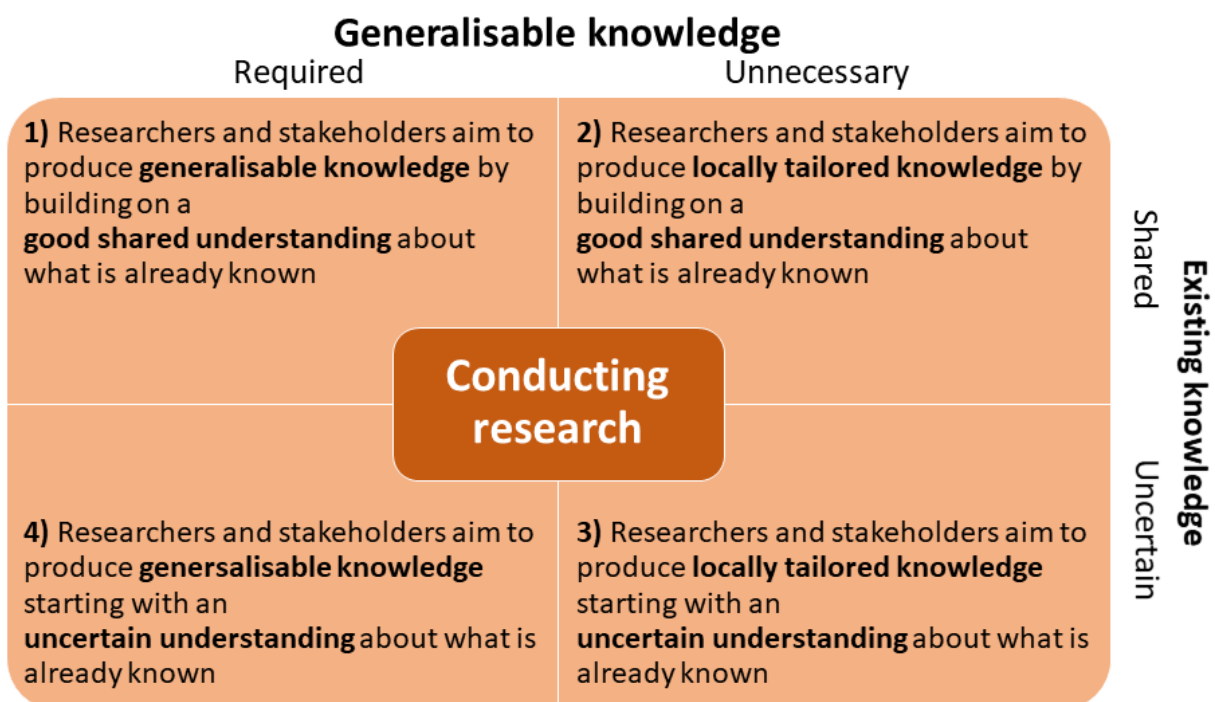 Generalisable knowledge
Required
Unnecessary
1) Researchers and stakeholders aim to
produce generalisable knowledge by
building on a
good shared understanding about
what is already known
2) Researchers and stakeholders aim to
produce locally tailored knowledge by
building on a
good shared understanding about
what is already known
Shared
Existing knowledge
Conducting
research
4) Researchers and stakeholders aim to
produce genersalisable knowledge
starting with an
uncertain understanding about what is
already known
3) Researchers and stakeholders aim to
produce locally tailored knowledge
starting with an
uncertain understanding about what is
already known
Uncertain